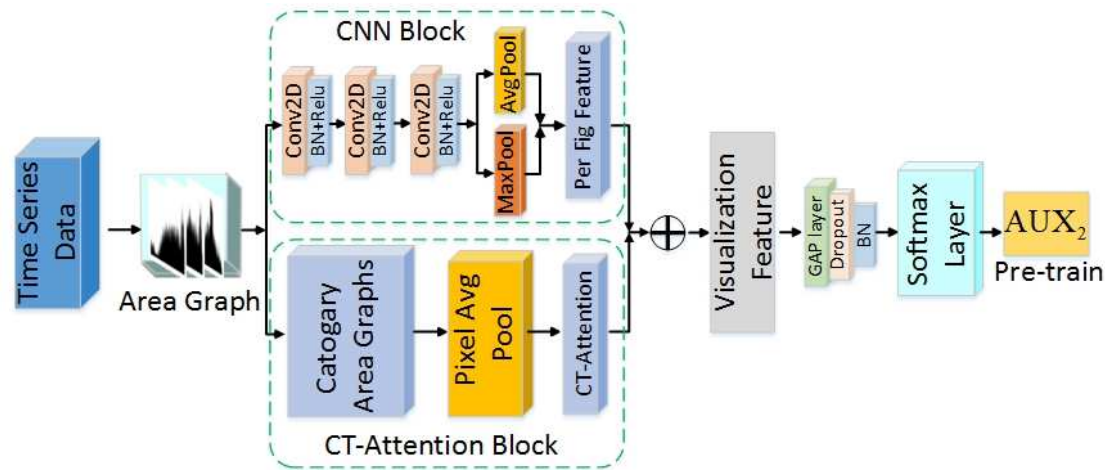 Time Series
Data
Area Graph
CNN Block
Conv2D
BN+Relu
Conv2D
BN+Relu
Conv2D
BN+Relu
AvgPool
MaxPool
Per Fig Feature
Catogary
Area Graphs
Pixel Avg
Pool
CT-Attention
CT-Attention Block
Visualization
Feature
GAP layer
Dropout
BN
Softmax
Layer
AUX₂
Pre-train